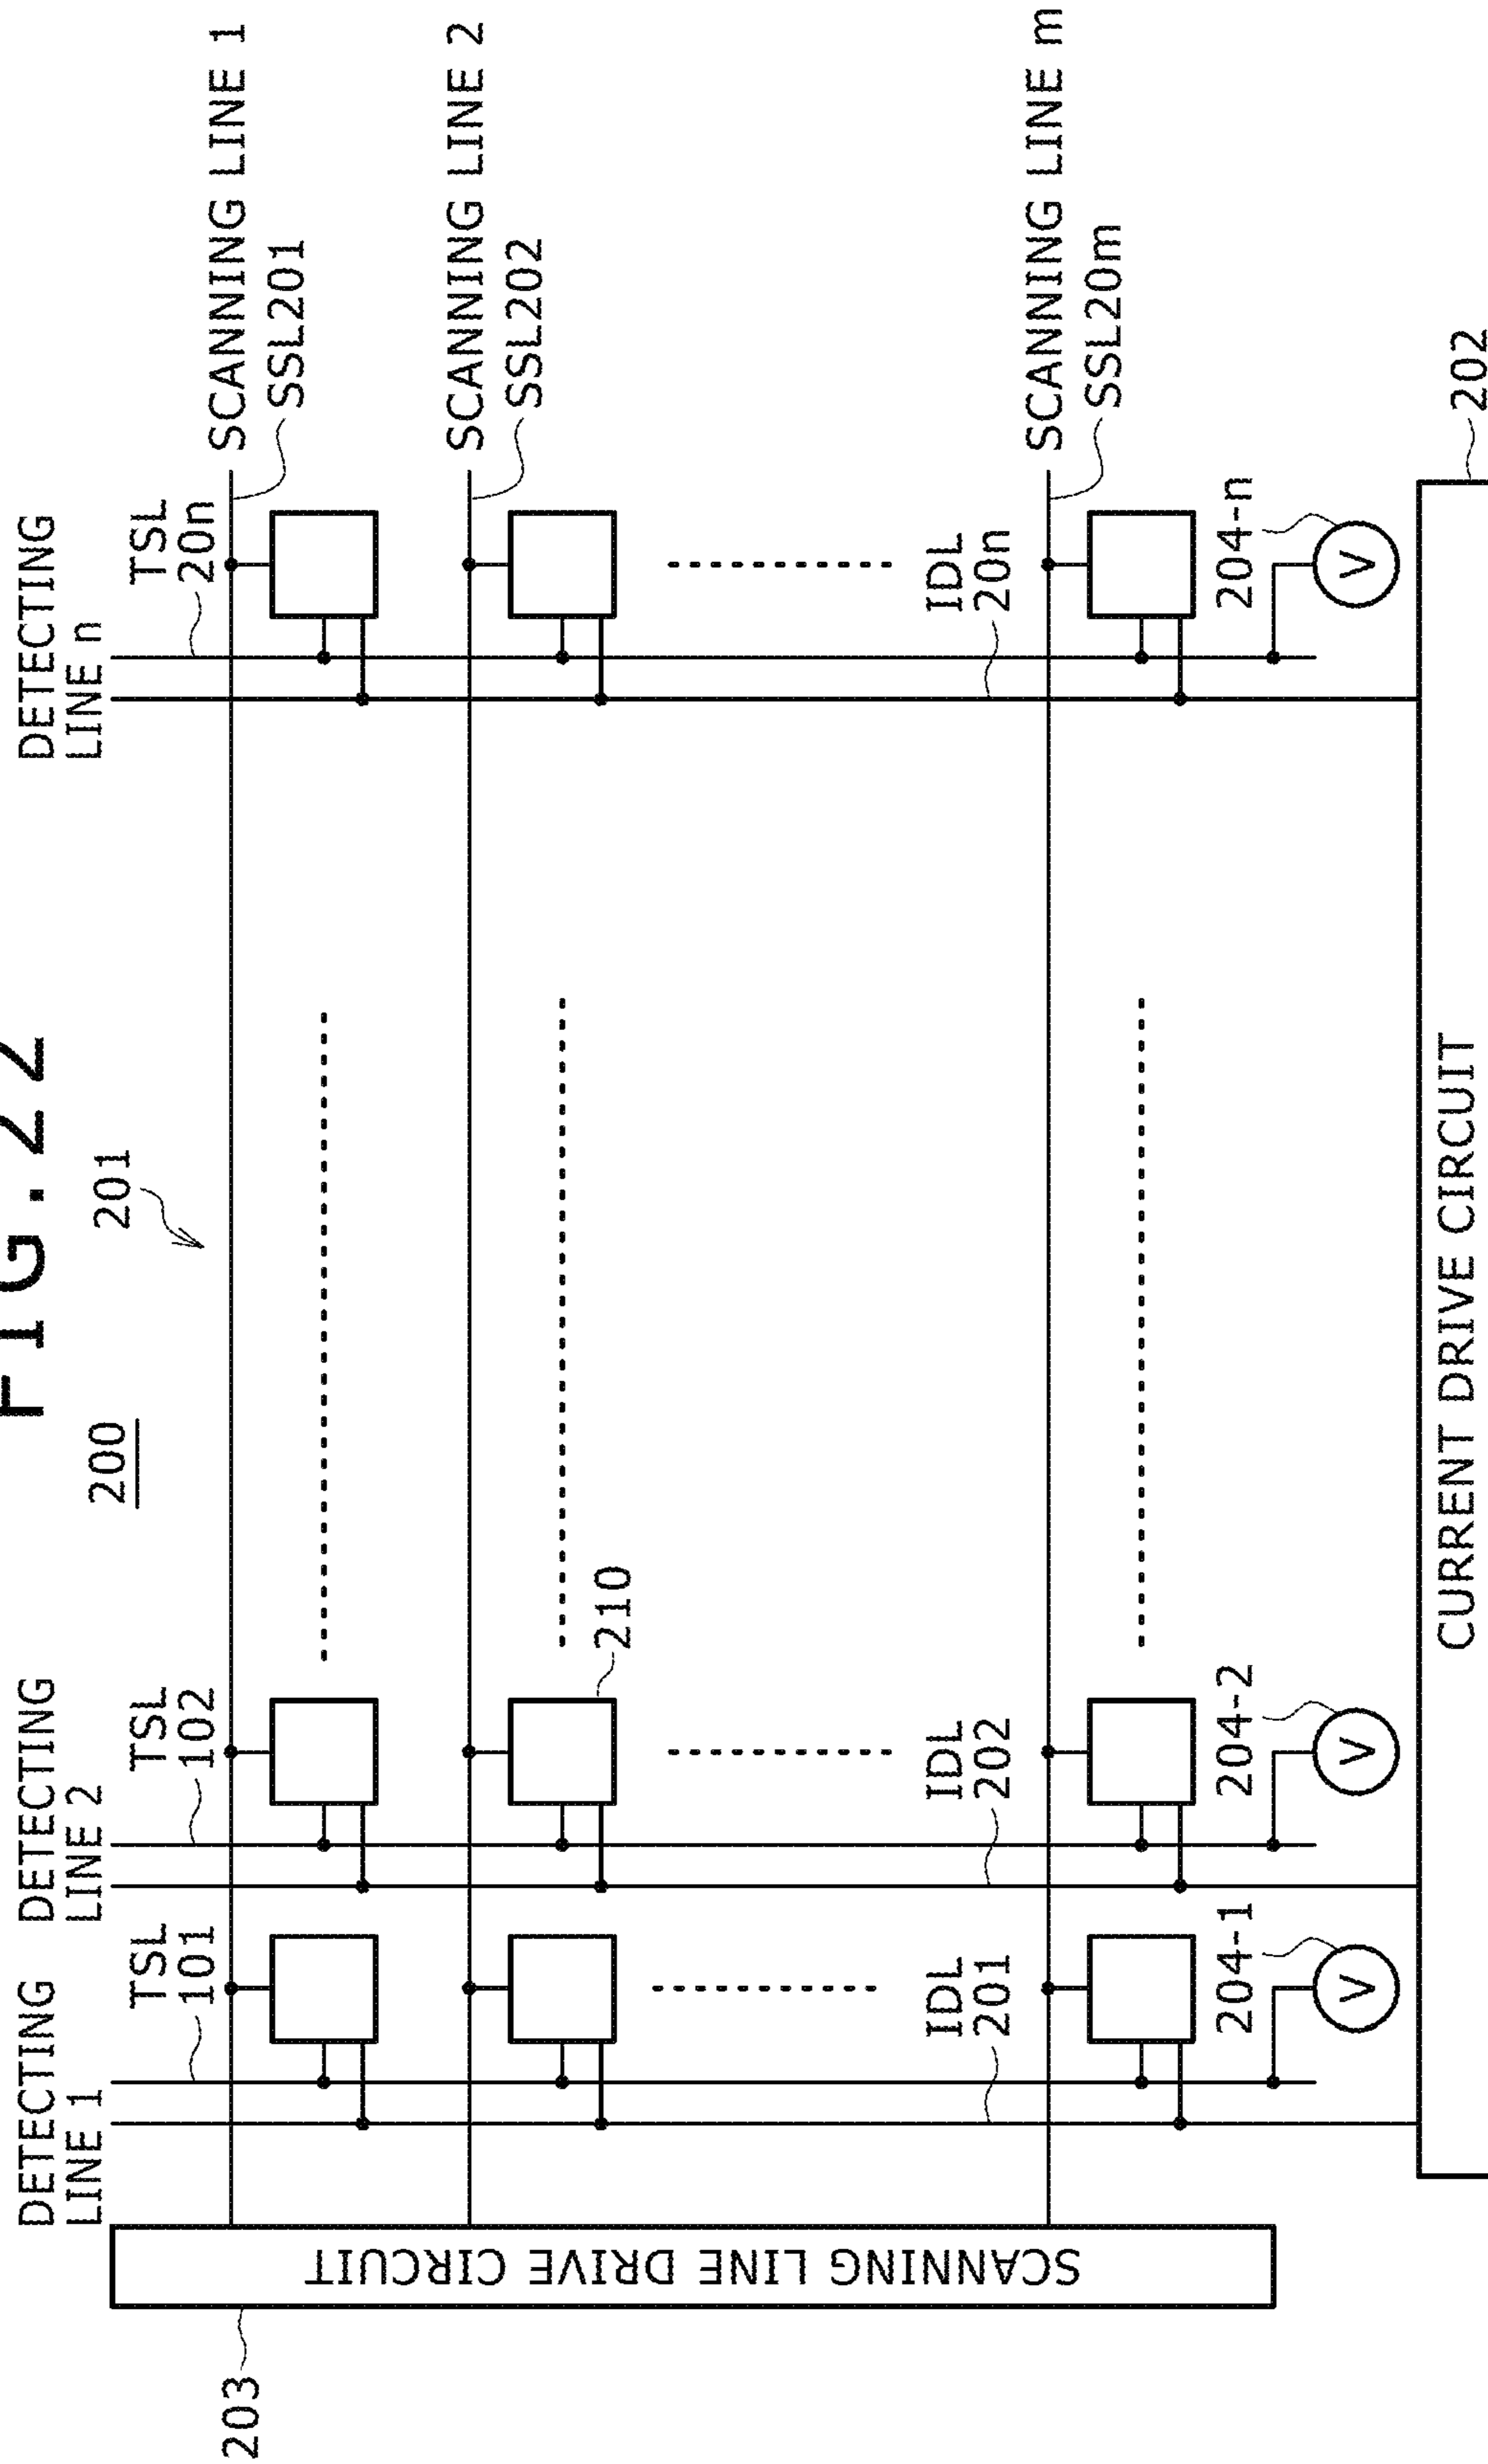 FIG. 22
200
201
DETECTING
LINE 1
DETECTING
LINE 2
DETECTING
LINE n
TSL
101
TSL
102
TSL
20n
SCANNING LINE 1
SSL201
SCANNING LINE 2
SSL202
210
IDL
201
IDL
202
IDL
20n
SCANNING LINE m
SSL20m
204-1
204-2
204-n
V
V
V
203
SCANNING LINE DRIVE CIRCUIT
202
CURRENT DRIVE CIRCUIT